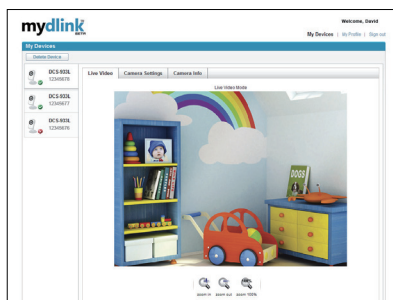 mydlink
BETA
Welcome, David
My Devices | My Profile | Sign out
My Devices
Delete Device
DCS-933L
12345678
DCS-933L
12345677
DCS-933L
12345676
Live Video
Camera Settings
Camera Info
Live Video Mode
DOGS
zoom in
zoom out
zoom 100%